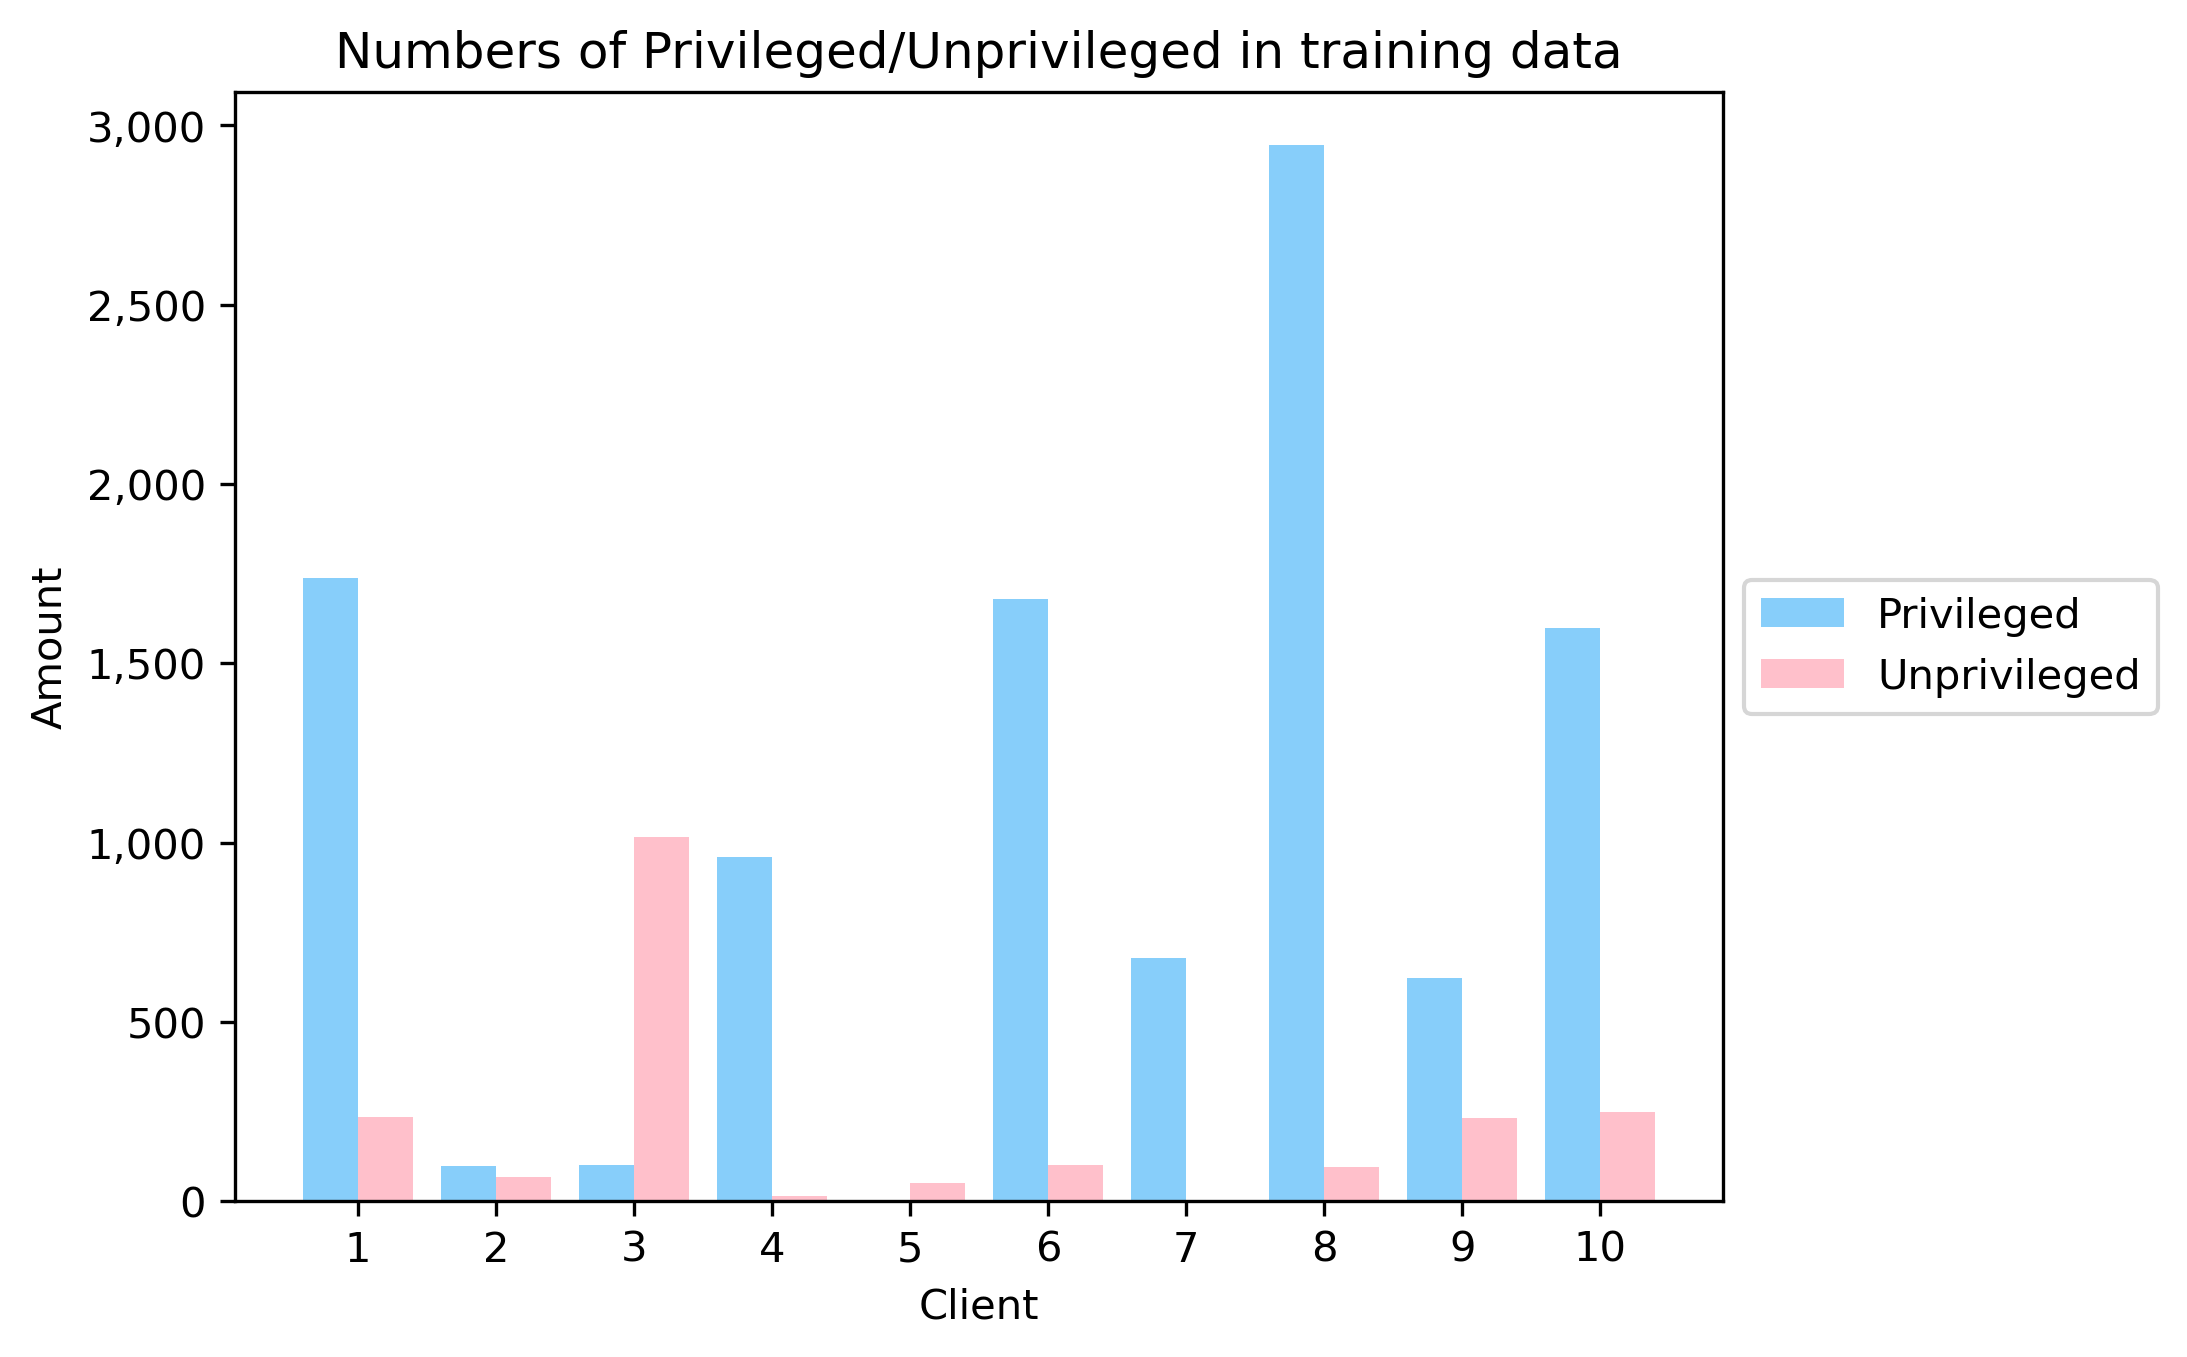 Numbers of Privileged/Unprivileged in training data
3,000
2,500
2,000
1,500
1,000
500
0
Amount
1 2 3 4 5 6 7 8 9 10
Client
Privileged
Unprivileged